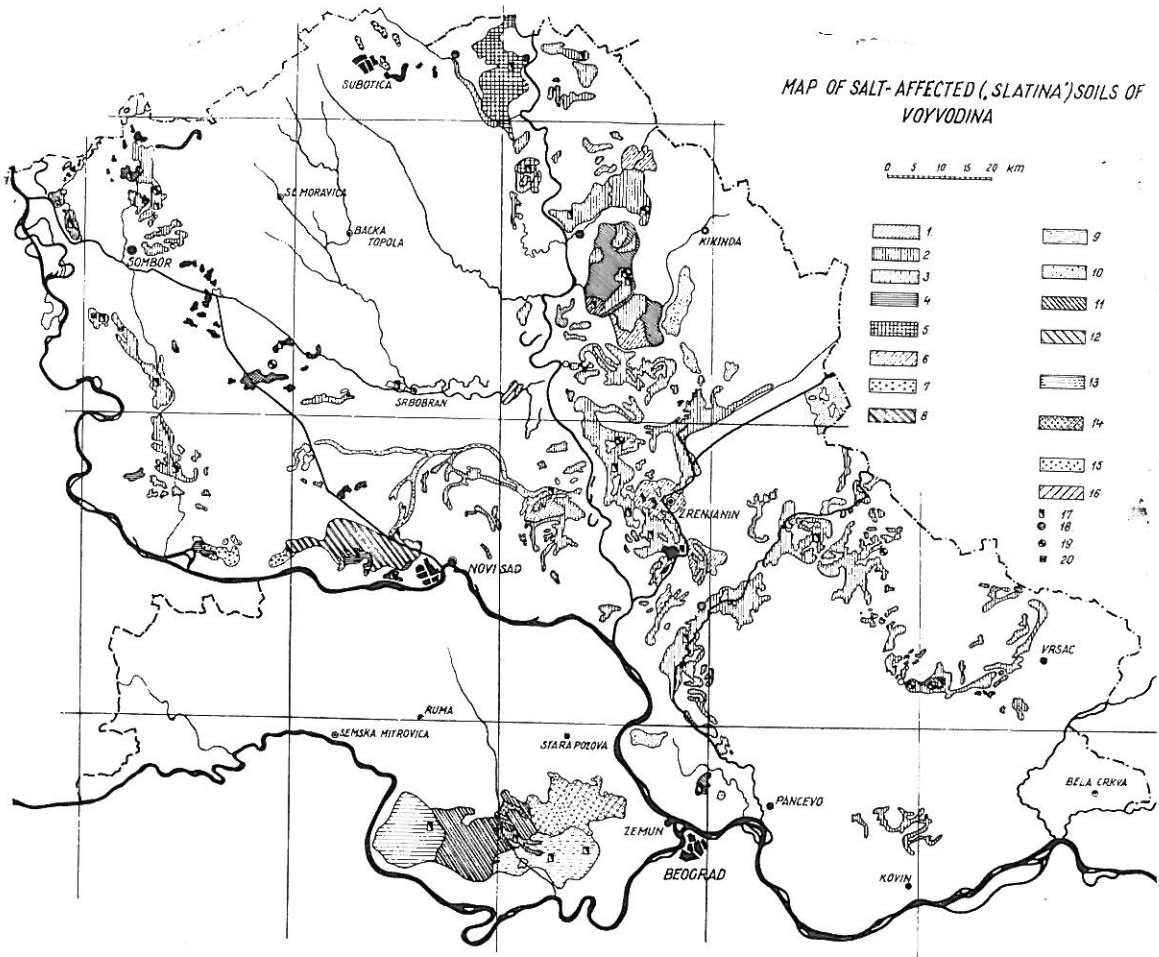 MAP OF SALT-AFFECTED („SLATINA“) SOILS OF
VOYVODINA
0 5 10 15 20 KM
1.
2
3
4
5
6
7
8
9
10
11
12
13
14
15
16
17
18
19
20
SUBOTICA
ST. MORAVICA
BACKA
TOPOLA
KIKINDA
SOMBOR
SRBOBRAN
ZRENJANIN
NOVI SAD
VRSAC
RUMA
SEMSKA MITROVICA
STARA POZOVA
BELA CRKVA
PANCEVO
ZEMUN
BEOGRAD
KOVIN